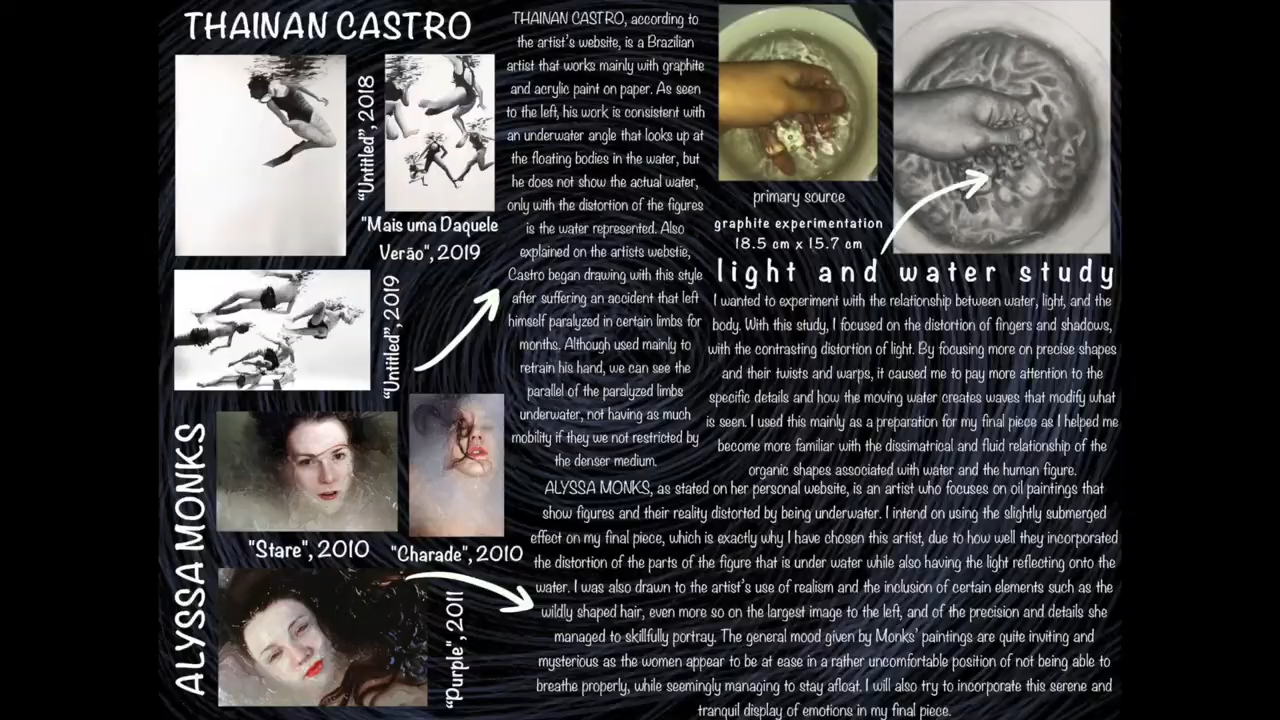 THAINAN CASTRO
"Untitled", 2018
"Mais uma Daquele
Verão", 2019
"Untitled", 2019
THAINAN CASTRO, according to
the artist's website, is a Brazilian
artist that works mainly with graphite
and acrylic paint on paper. As seen
to the left, his work is consistent with
an underwater angle that looks up at
the floating bodies in the water, but
he does not show the actual water,
only with the distortion of the figures
is the water represented. Also
explained on the artists webstie,
Castro began drawing with this style
after suffering an accident that left
himself paralyzed in certain limbs for
months. Although used mainly to
retrain his hand, we can see the
parallel of the paralyzed limbs
underwater, not having as much
mobility if they we not restricted by
the denser medium.
primary source
graphite experimentation
18.5 cm x 15.7 cm
light and water study
I wanted to experiment with the relationship between water, light, and the
body. With this study, I focused on the distortion of fingers and shadows,
with the contrasting distortion of light. By focusing more on precise shapes
and their twists and warps, it caused me to pay more attention to the
specific details and how the moving water creates waves that modify what
is seen. I used this mainly as a preparation for my final piece as I helped me
become more familiar with the dissimatrical and fluid relationship of the
organic shapes associated with water and the human figure.
ALYSSA MONKS
"Stare", 2010
"Charade", 2010
"Purple", 2011
ALYSSA MONKS, as stated on her personal website, is an artist who focuses on oil paintings that
show figures and their reality distorted by being underwater. I intend on using the slightly submerged
effect on my final piece, which is exactly why I have chosen this artist, due to how well they incorporated
the distortion of the parts of the figure that is under water while also having the light reflecting onto the
water. I was also drawn to the artist's use of realism and the inclusion of certain elements such as the
wildly shaped hair, even more so on the largest image to the left, and of the precision and details she
managed to skillfully portray. The general mood given by Monks' paintings are quite inviting and
mysterious as the women appear to be at ease in a rather uncomfortable position of not being able to
breathe properly, while seemingly managing to stay afloat. I will also try to incorporate this serene and
tranquil display of emotions in my final piece.